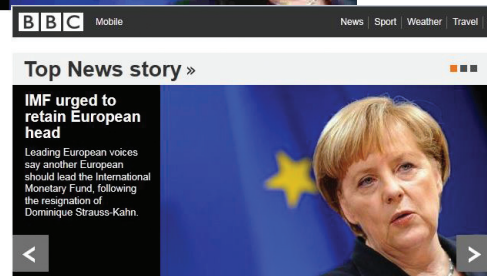 BBC Mobile News Sport Weather Travel
Top News story »
IMF urged to
retain European
head
Leading European voices
say another European
should lead the International
Monetary Fund, following
the resignation of
Dominique Strauss-Kahn.
< >